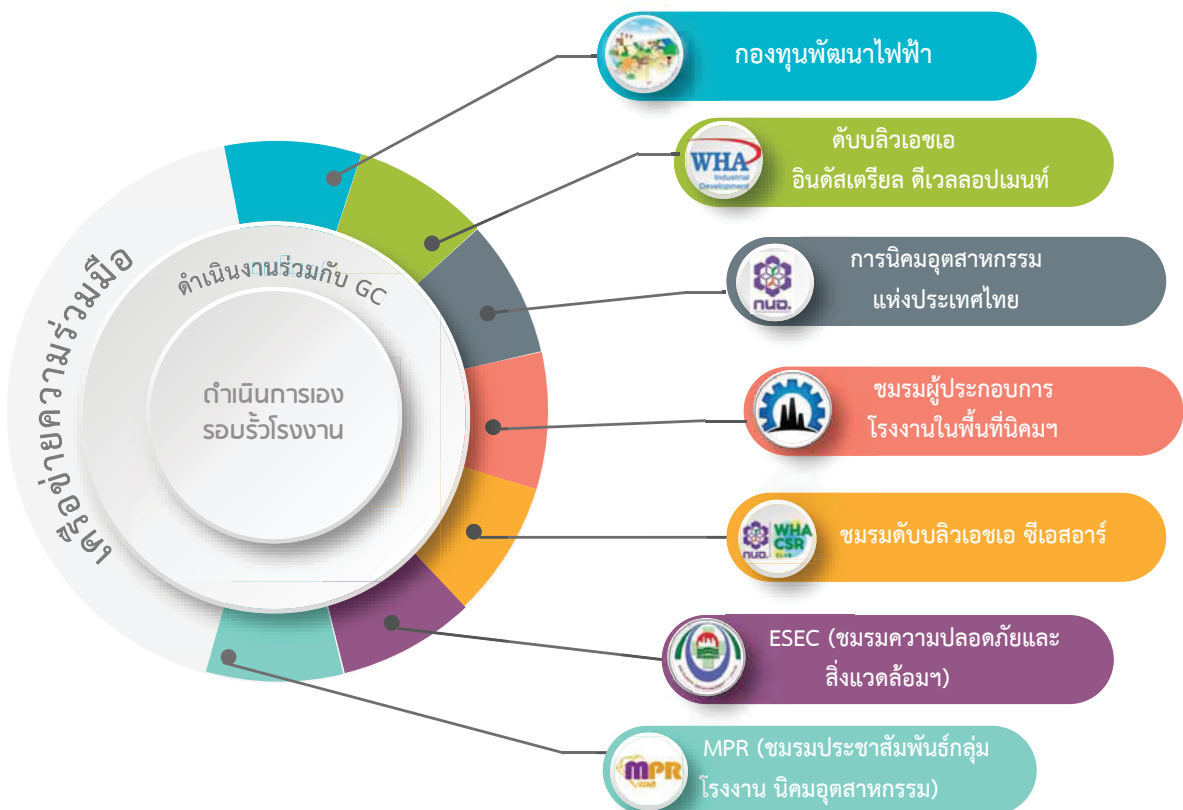 กองทุนพัฒนาไฟฟ้า
WHA
Industrial
Development
ดับบลิวเอชเอ
อินดัสเตรียล ดีเวลลอปเมนท์
กนอ.
การนิคมอุตสาหกรรม
แห่งประเทศไทย
ชมรมผู้ประกอบการ
โรงงานในพื้นที่นิคมฯ
กนอ.
WHA
CSR
CLUB
ชมรมดับบลิวเอชเอ ซีเอสอาร์
ESEC (ชมรมความปลอดภัยและ
สิ่งแวดล้อมฯ)
MPR
MPR (ชมรมประชาสัมพันธ์กลุ่ม
โรงงาน นิคมอุตสาหกรรม)
เครือข่ายความร่วมมือ
ดำเนินงานร่วมกับ GC
ดำเนินการเอง
รอบรั้วโรงงาน